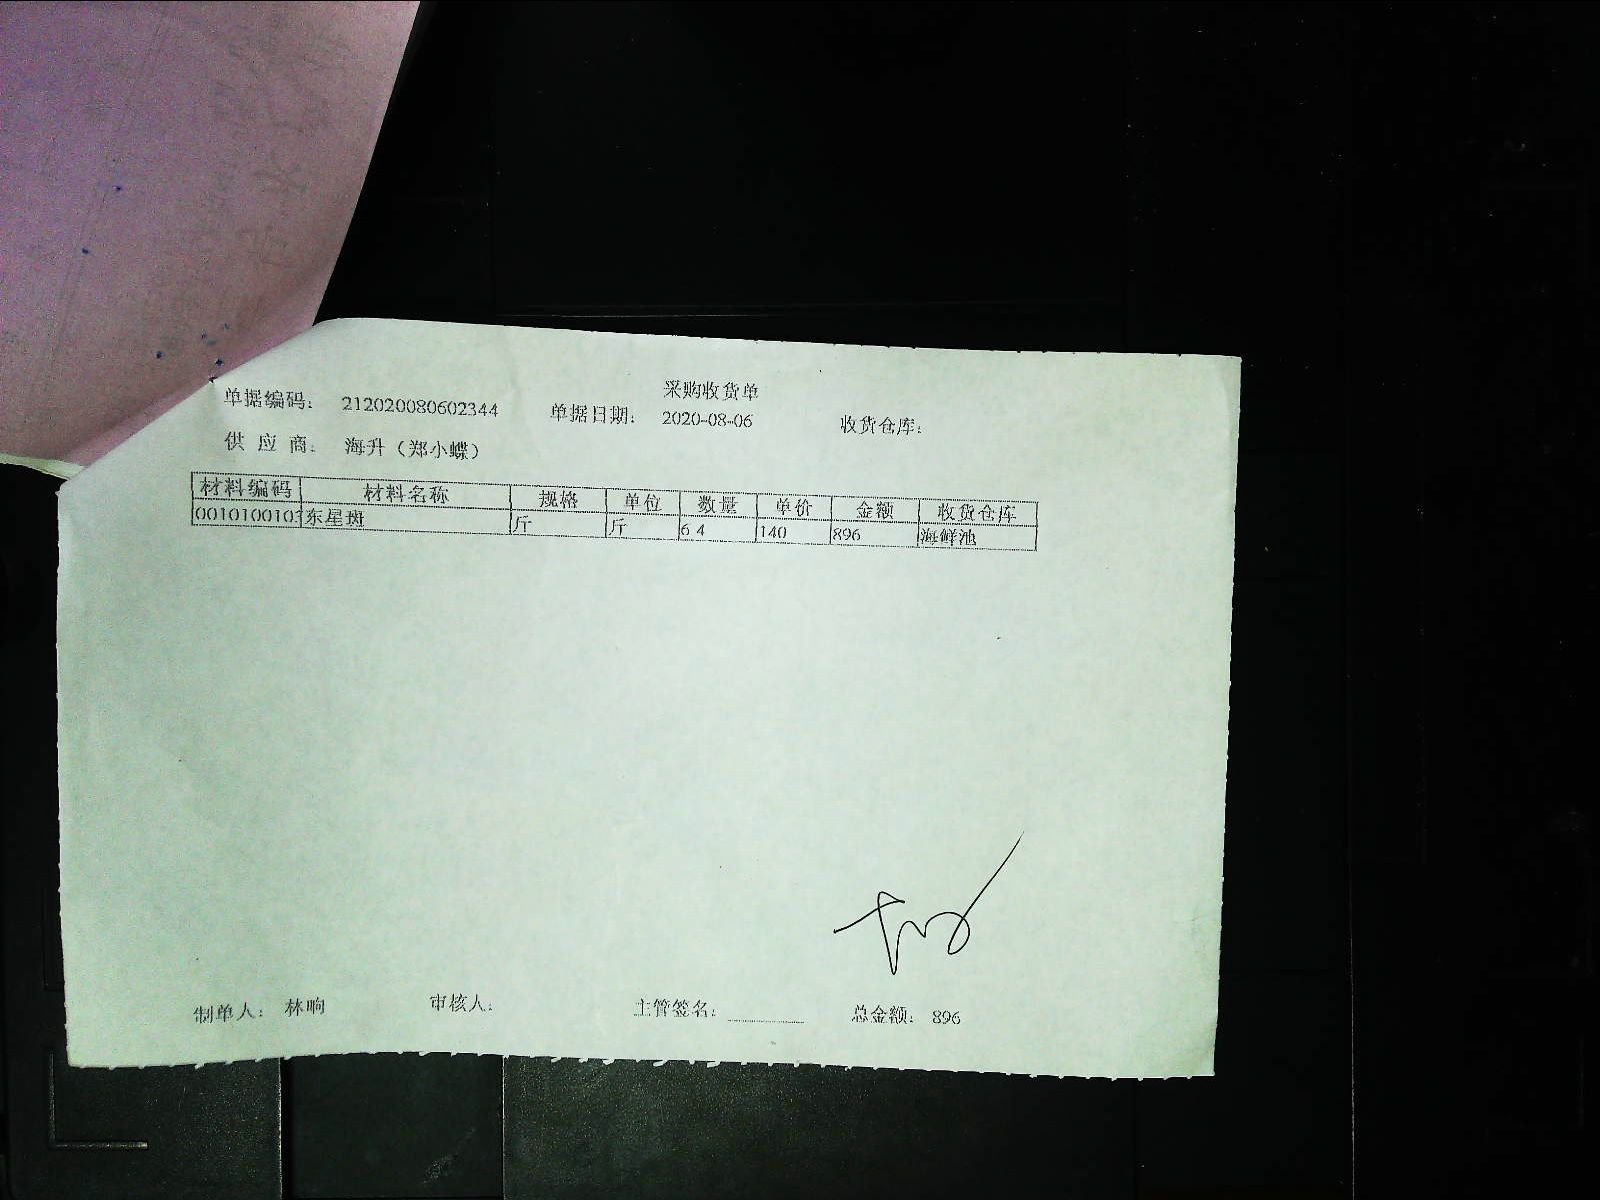 采购收货单
单据编码： 212020080602344 单据日期： 2020-08-06 收货仓库：
供 应 商： 海升（郑小蝶）
材料编码 材料名称 规格 单位 数量 单价 金额 收货仓库
0010100103 东星斑 斤 斤 6 4 140 896 海鲜池
制单人： 林晌 审核人： 主管签名： 总金额： 896